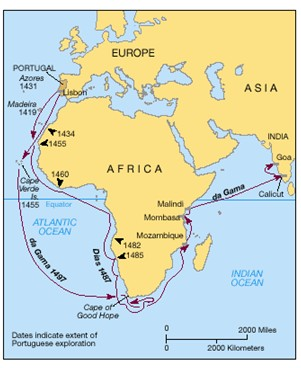 EUROPE
PORTUGAL
Azores
1431
Lisbon
ASIA
Madeira
1419
1434
1455
INDIA
Goa
Cape
Verde
Is.
1455
1460
AFRICA
da Gama
Calicut
Equator
Malindi
Mombasa
ATLANTIC
OCEAN
Mozambique
da Gama 1497
Dias 1487
1482
1485
INDIAN
OCEAN
Cape of
Good Hope
Dates indicate extent of
Portuguese exploration
0
2000 Miles
0
2000 Kilometers